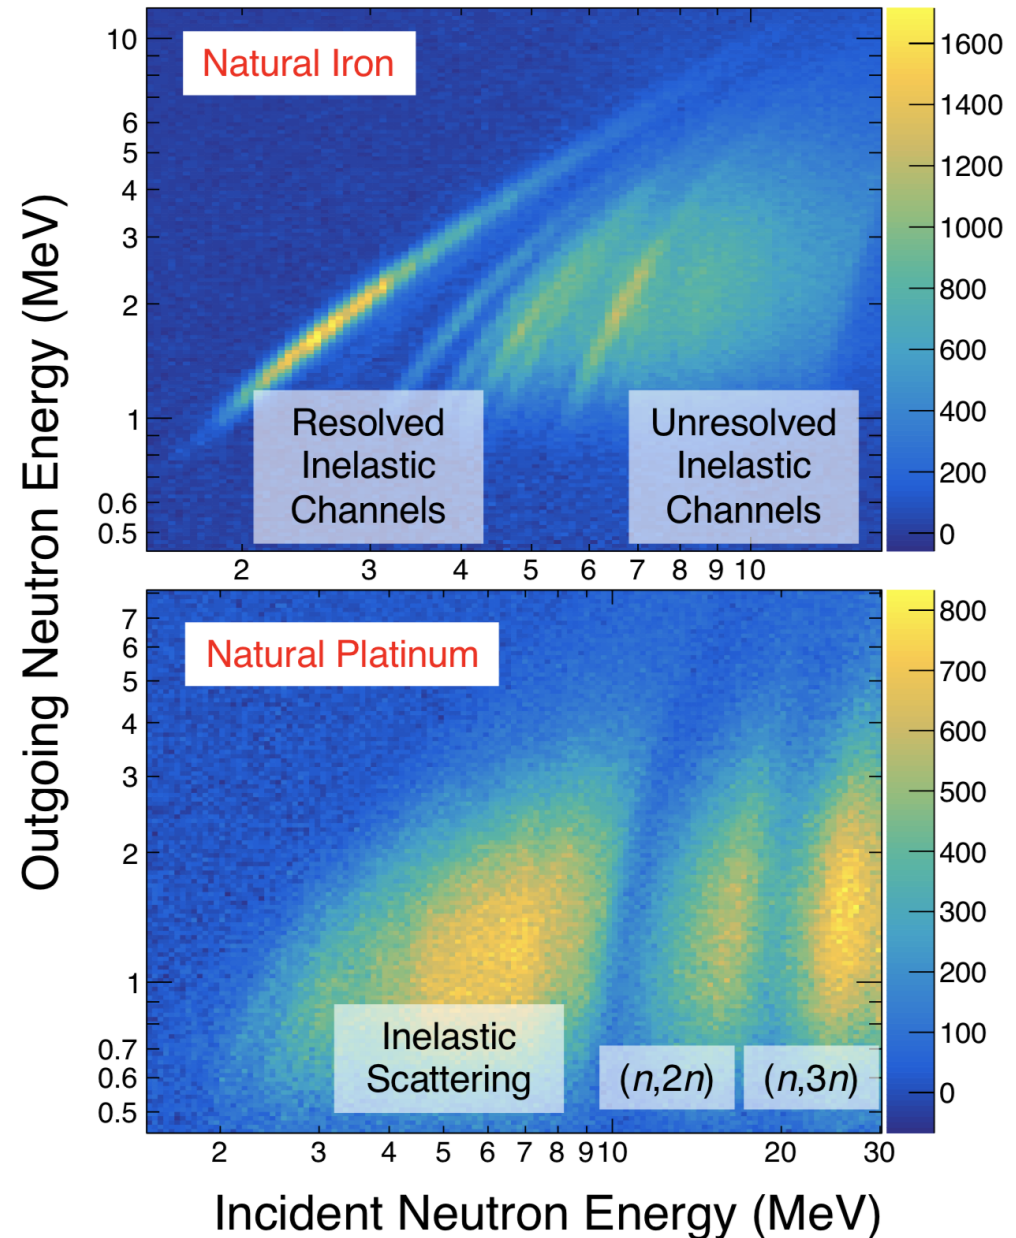 Outgoing Neutron Energy (MeV)
Natural Iron
10
6
5
4
3
2
1
0.6
0.5
Resolved
Inelastic
Channels
Unresolved
Inelastic
Channels
2 3 4 5 6 7 8 9 10
1600
1400
1200
1000
800
600
400
200
0
Natural Platinum
7
6
5
4
3
2
1
0.7
0.6
0.5
Inelastic
Scattering
(n,2n)
(n,3n)
2 3 4 5 6 7 8 9 10 20 30
800
700
600
500
400
300
200
100
0
Incident Neutron Energy (MeV)